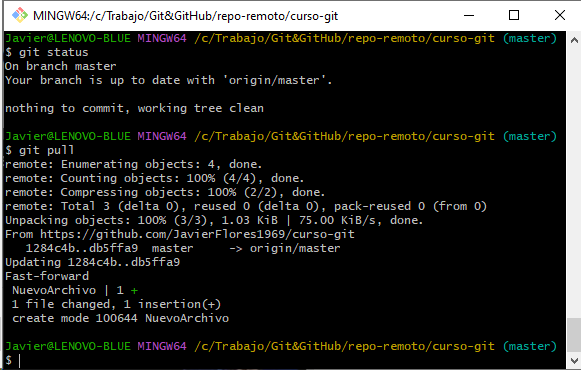 MINGW64:/c/Trabajo/Git&GitHub/repo-remoto/curso-git
Javier@LENOVO-BLUE MINGW64 /c/Trabajo/Git&GitHub/repo-remoto/curso-git (master)
$ git status
On branch master
Your branch is up to date with 'origin/master'.
nothing to commit, working tree clean
Javier@LENOVO-BLUE MINGW64 /c/Trabajo/Git&GitHub/repo-remoto/curso-git (master)
$ git pull
remote: Enumerating objects: 4, done.
remote: Counting objects: 100% (4/4), done.
remote: Compressing objects: 100% (2/2), done.
remote: Total 3 (delta 0), reused 0 (delta 0), pack-reused 0 (from 0)
Unpacking objects: 100% (3/3), 1.03 KiB | 75.00 KiB/s, done.
From https://github.com/JavierFlores1969/curso-git
   1284c4b..db5ffa9  master     -> origin/master
Updating 1284c4b..db5ffa9
Fast-forward
 NuevoArchivo | 1 +
 1 file changed, 1 insertion(+)
 create mode 100644 NuevoArchivo
Javier@LENOVO-BLUE MINGW64 /c/Trabajo/Git&GitHub/repo-remoto/curso-git (master)
$